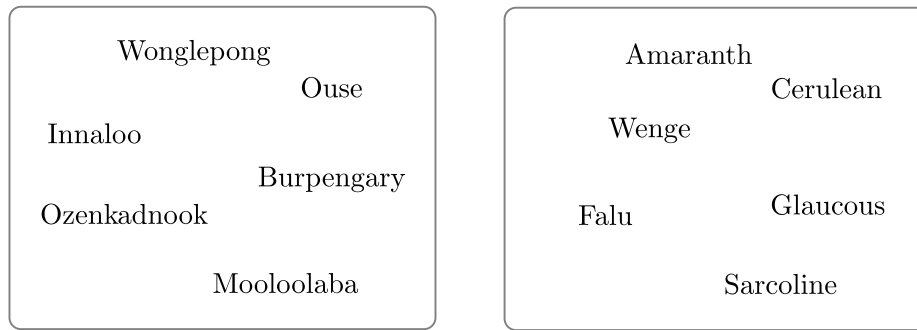 Wonglepong
Ouse
Innaloo
Burpengary
Ozenkadnook
Mooloolaba
Amaranth
Cerulean
Wenge
Glaucous
Falu
Sarcoline